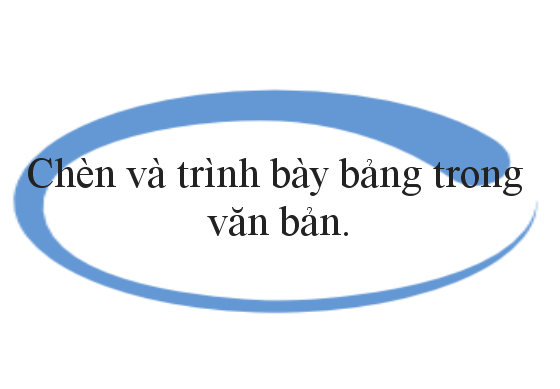 Chèn và trình bày bảng trong
văn bản.